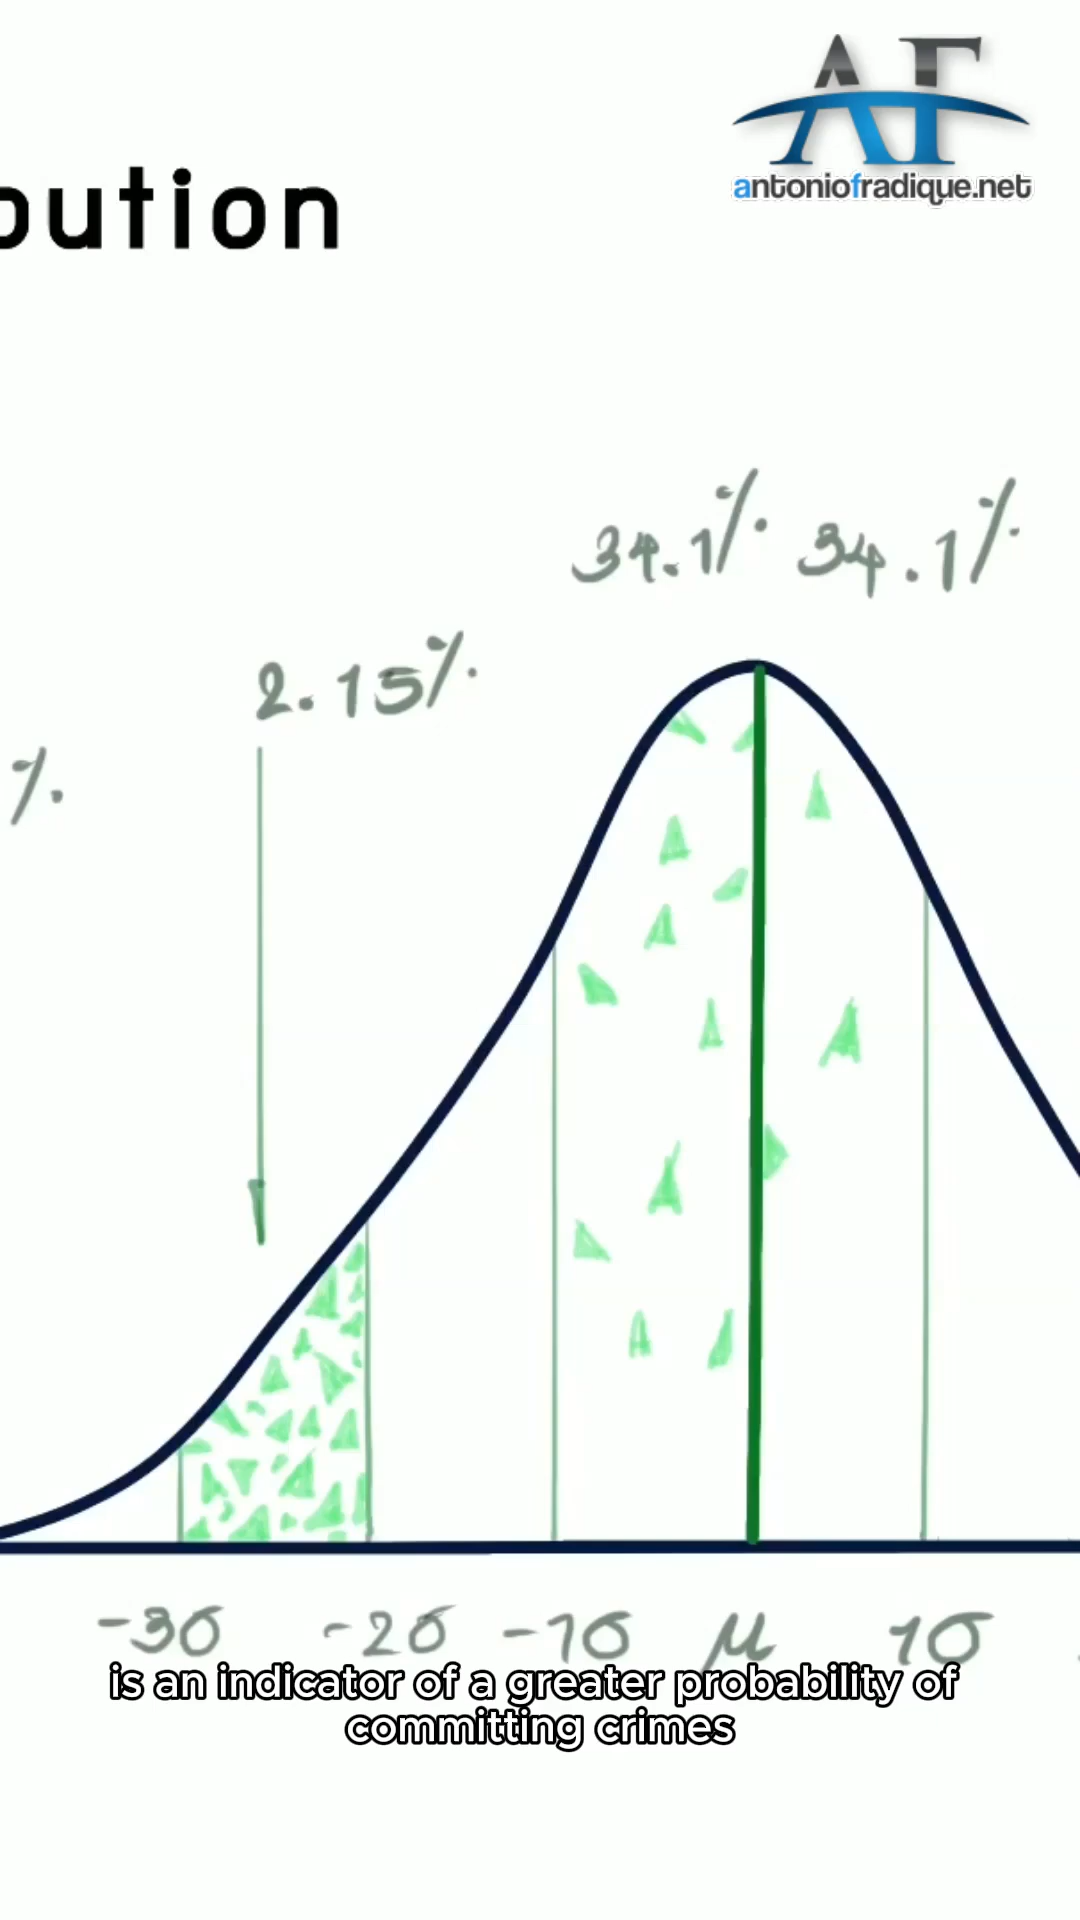 AF
antoniofradique.net
bution
34.1% 34.1%
2.15%
%
-3σ -2σ -1σ μ 1σ
is an indicator of a greater probability of
committing crimes